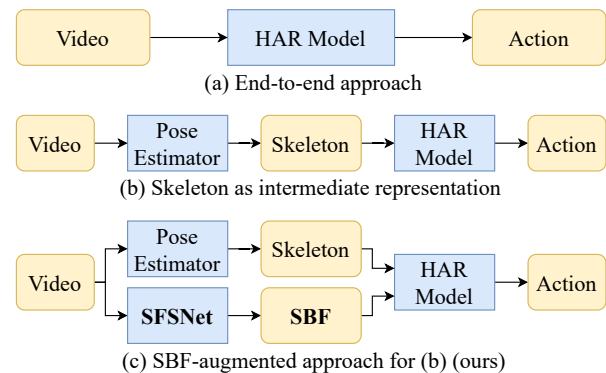 Video HAR Model Action
(a) End-to-end approach
Video Pose Estimator Skeleton HAR Model Action
(b) Skeleton as intermediate representation
Pose Estimator Skeleton
Video HAR Model Action
SFSNet SBF
(c) SBF-augmented approach for (b) (ours)